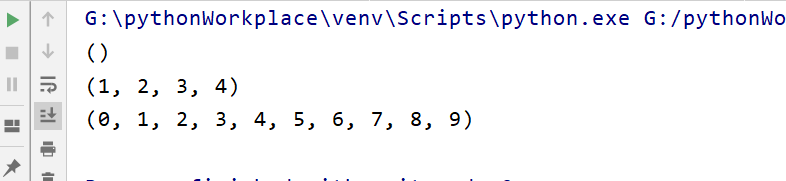 G:\pythonWorkplace\venv\Scripts\python.exe G:/pythonWo
()
(1, 2, 3, 4)
(0, 1, 2, 3, 4, 5, 6, 7, 8, 9)